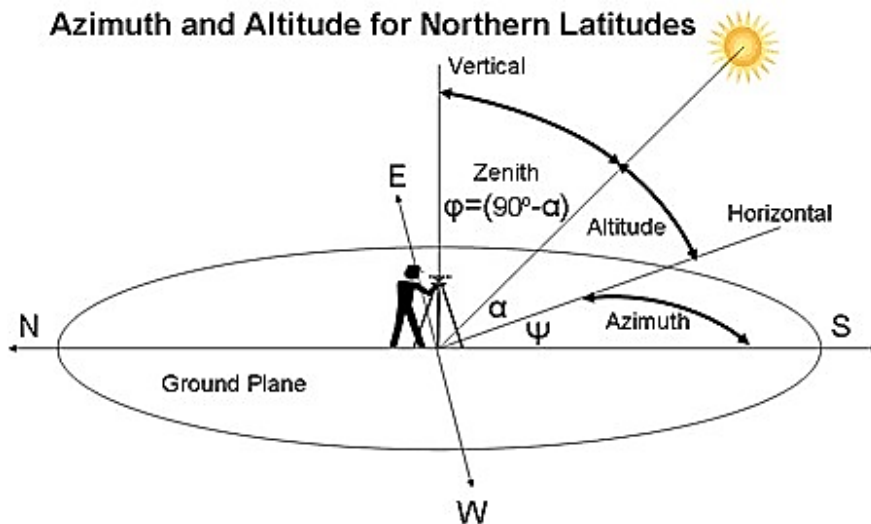 Azimuth and Altitude for Northern Latitudes
Vertical
E
Zenith
φ=(90º-α)
Altitude
Horizontal
N
α
Ψ
Azimuth
S
Ground Plane
W